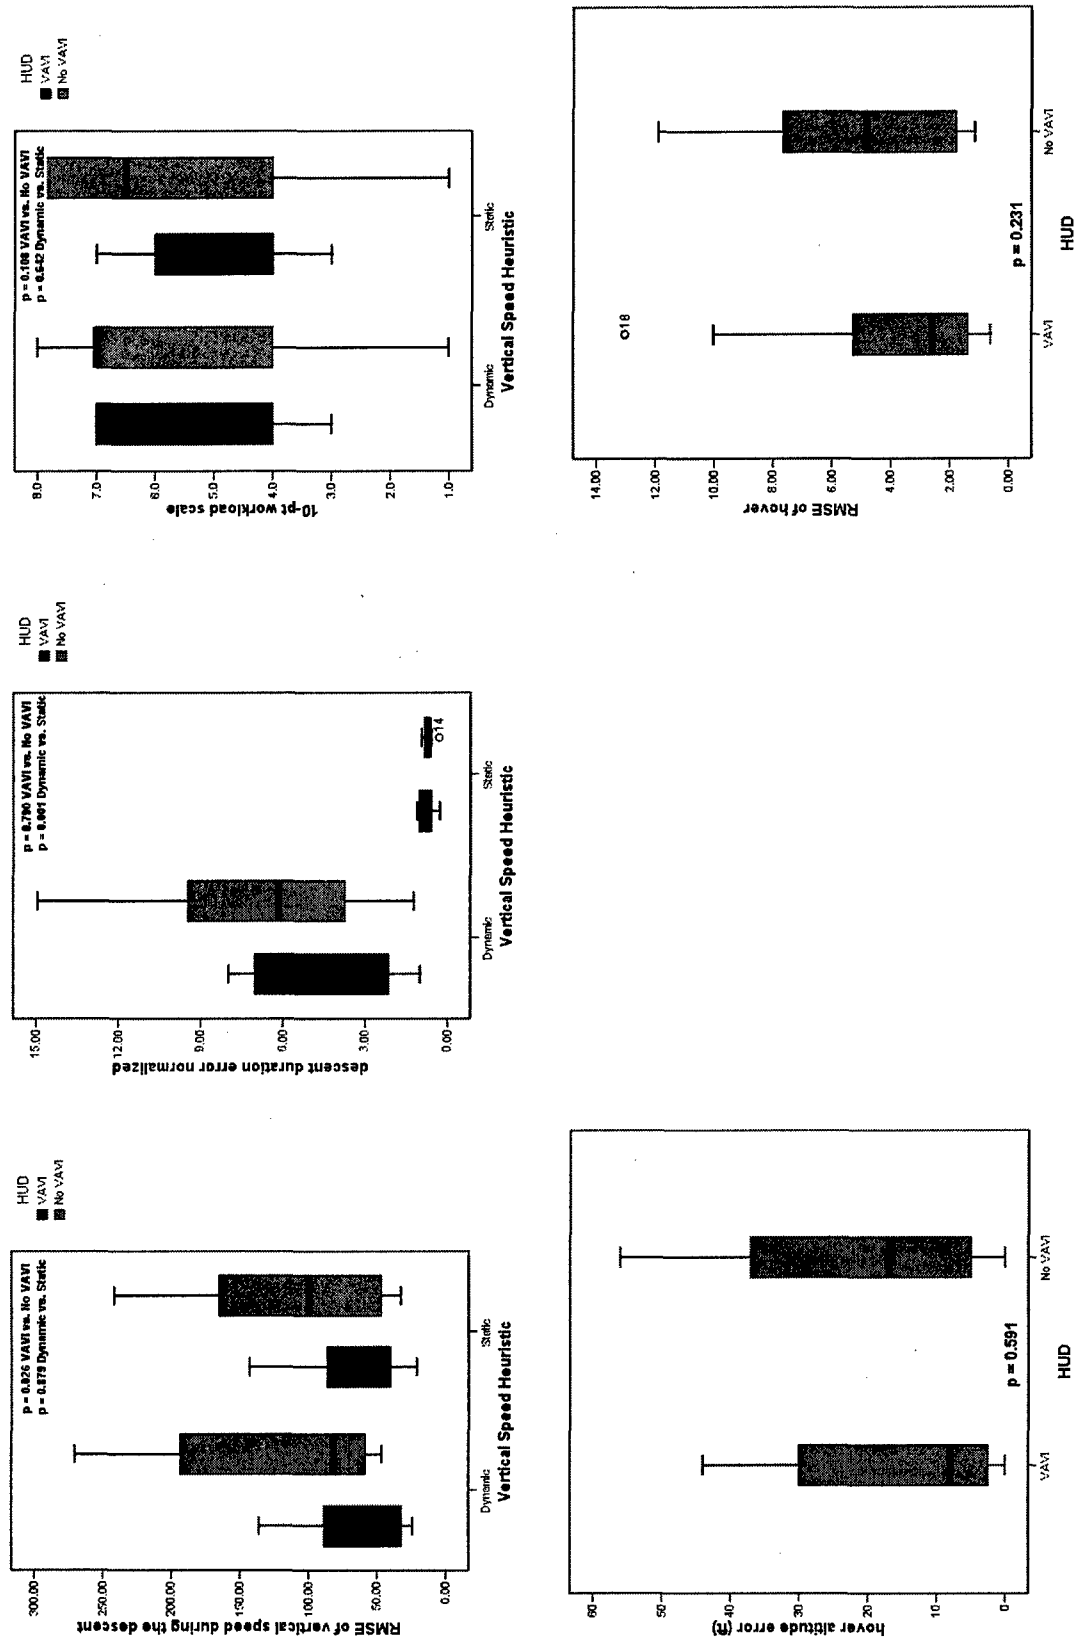 HUD
VAVI
No VAVI
p = 0.026 VAVI vs. No VAVI
p = 0.879 Dynamic vs. Static
RMSE of vertical speed during the descent
300.00
250.00
200.00
150.00
100.00
50.00
0.00
Dynamic
Static
Vertical Speed Heuristic
HUD
VAVI
No VAVI
p = 0.790 VAVI vs. No VAVI
p = 0.001 Dynamic vs. Static
descent duration error normalized
15.00
12.00
9.00
6.00
3.00
0.00
14
Dynamic
Static
Vertical Speed Heuristic
HUD
VAVI
No VAVI
p = 0.108 VAVI vs. No VAVI
p = 0.642 Dynamic vs. Static
10-pt workload scale
8.0
7.0
6.0
5.0
4.0
3.0
2.0
1.0
Dynamic
Static
Vertical Speed Heuristic
hover altitude error (ft)
60
50
40
30
20
10
0
p = 0.591
VAVI
No VAVI
HUD
RMSE of hover
14.00
12.00
10.00
8.00
6.00
4.00
2.00
0.00
18
p = 0.231
VAVI
No VAVI
HUD